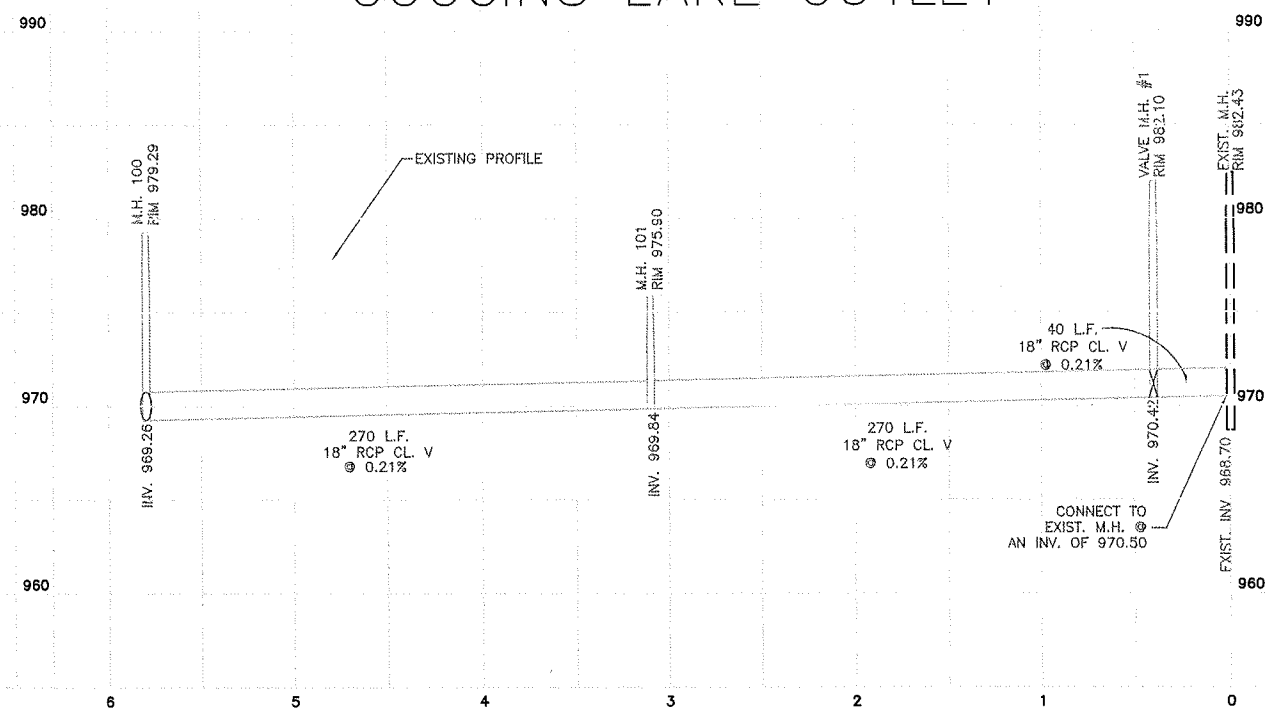 LAKE OUTLET
990
990
VALVE M.H. #1
RIM 982.10
EXIST. M.H.
RIM 982.43
M.H. 100
RIM 979.29
EXISTING PROFILE
980
980
M.H. 101
RIM 975.90
40 L.F.
18" RCP CL. V
@ 0.21%
970
970
INV. 969.26
270 L.F.
18" RCP CL. V
@ 0.21%
INV. 969.84
270 L.F.
18" RCP CL. V
@ 0.21%
INV. 970.42
EXIST. INV. 968.70
CONNECT TO
EXIST. M.H. @
AN INV. OF 970.50
960
960
6 5 4 3 2 1 0